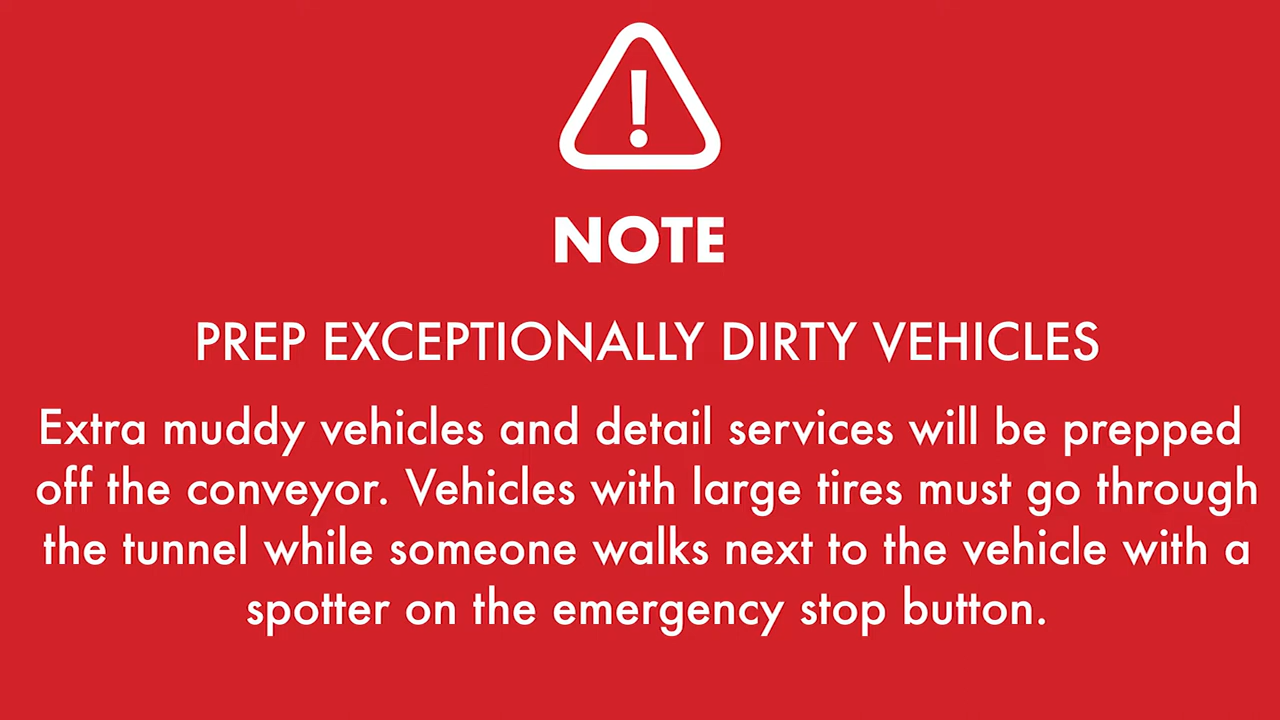 !
NOTE
PREP EXCEPTIONALLY DIRTY VEHICLES
Extra muddy vehicles and detail services will be prepped
off the conveyor. Vehicles with large tires must go through
the tunnel while someone walks next to the vehicle with a
spotter on the emergency stop button.